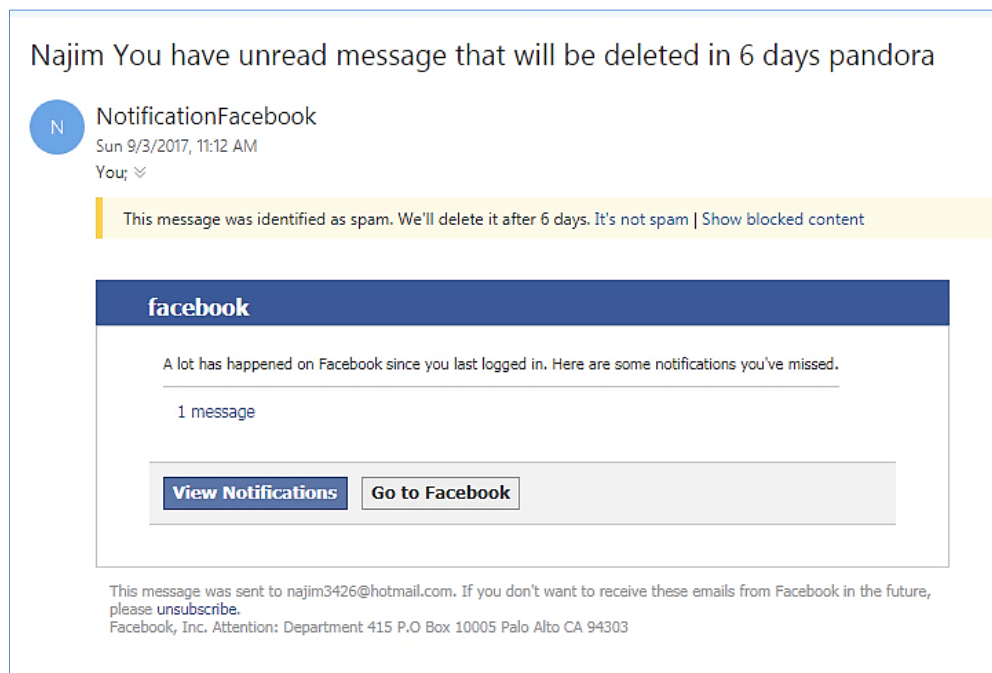 Najim You have unread message that will be deleted in 6 days pandora
N
NotificationFacebook
Sun 9/3/2017, 11:12 AM
You;
This message was identified as spam. We'll delete it after 6 days. It's not spam | Show blocked content
facebook
A lot has happened on Facebook since you last logged in. Here are some notifications you've missed.
1 message
View Notifications Go to Facebook
This message was sent to najim3426@hotmail.com. If you don't want to receive these emails from Facebook in the future,
please unsubscribe.
Facebook, Inc. Attention: Department 415 P.O Box 10005 Palo Alto CA 94303